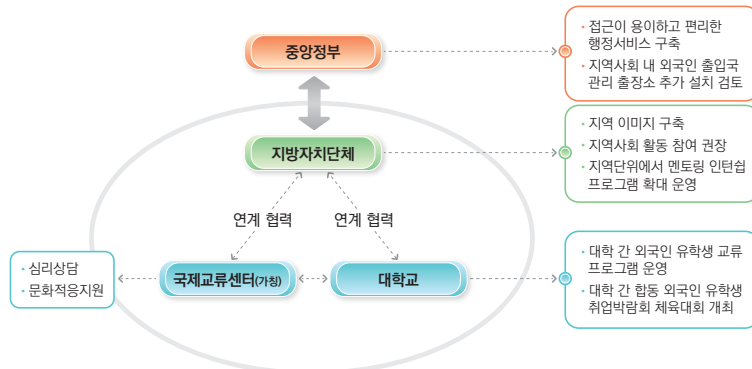 중앙정부
· 접근이 용이하고 편리한
행정서비스 구축
· 지역사회 내 외국인 출입국
관리 출장소 추가 설치 검토
지방자치단체
· 지역 이미지 구축
· 지역사회 활동 참여 권장
· 지역단위에서 멘토링 인턴쉽
프로그램 확대 운영
연계 협력
연계 협력
· 심리상담
· 문화적응지원
국제교류센터(가칭)
대학교
· 대학 간 외국인 유학생 교류
프로그램 운영
· 대학 간 합동 외국인 유학생
취업박람회 체육대회 개최